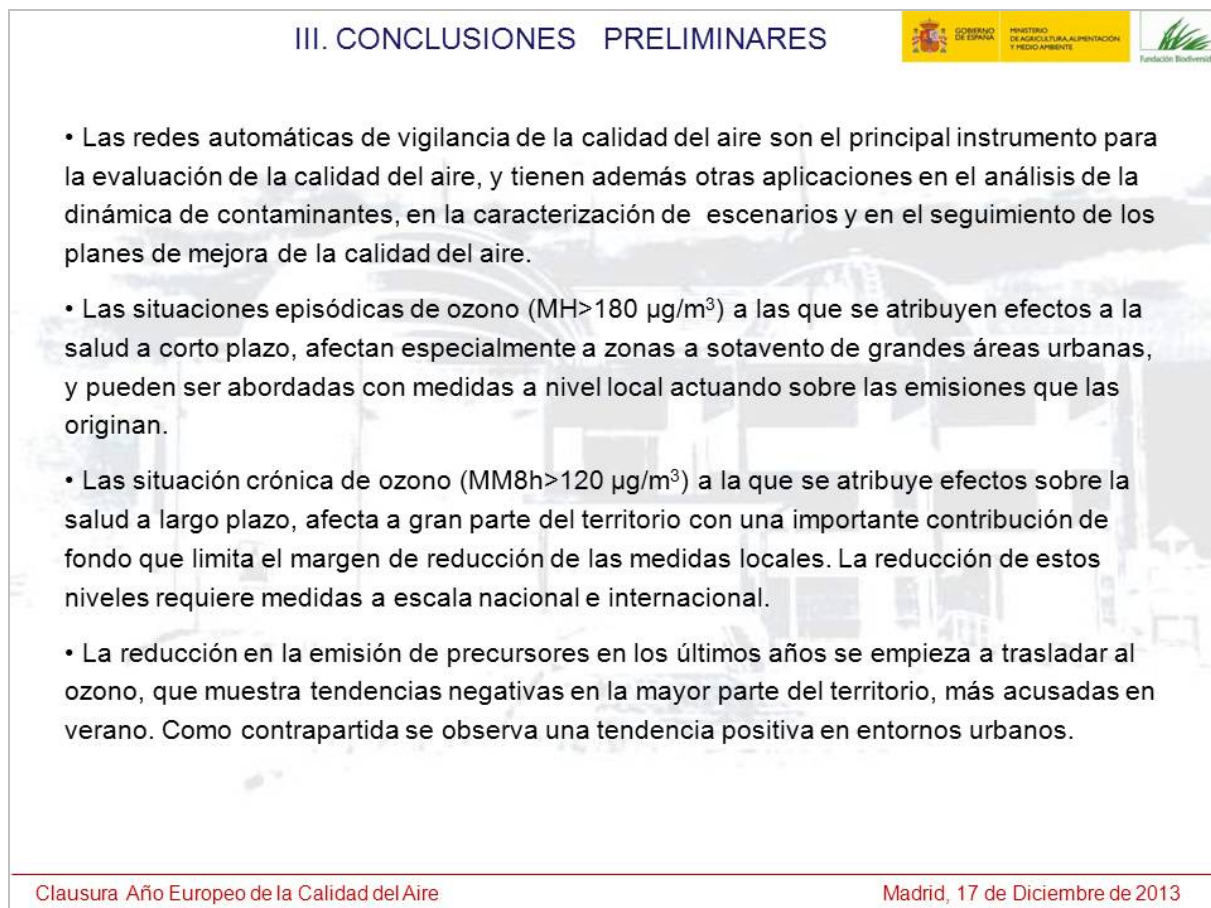 III. CONCLUSIONES PRELIMINARES
GOBIERNO
DE ESPAÑA
MINISTERIO
DE AGRICULTURA, ALIMENTACIÓN
Y MEDIO AMBIENTE
Fundación Biodiversid
• Las redes automáticas de vigilancia de la calidad del aire son el principal instrumento para
la evaluación de la calidad del aire, y tienen además otras aplicaciones en el análisis de la
dinámica de contaminantes, en la caracterización de escenarios y en el seguimiento de los
planes de mejora de la calidad del aire.
• Las situaciones episódicas de ozono (MH>180 µg/m³) a las que se atribuyen efectos a la
salud a corto plazo, afectan especialmente a zonas a sotavento de grandes áreas urbanas,
y pueden ser abordadas con medidas a nivel local actuando sobre las emisiones que las
originan.
• Las situación crónica de ozono (MM8h>120 µg/m³) a la que se atribuye efectos sobre la
salud a largo plazo, afecta a gran parte del territorio con una importante contribución de
fondo que limita el margen de reducción de las medidas locales. La reducción de estos
niveles requiere medidas a escala nacional e internacional.
• La reducción en la emisión de precursores en los últimos años se empieza a trasladar al
ozono, que muestra tendencias negativas en la mayor parte del territorio, más acusadas en
verano. Como contrapartida se observa una tendencia positiva en entornos urbanos.
Clausura Año Europeo de la Calidad del Aire
Madrid, 17 de Diciembre de 2013